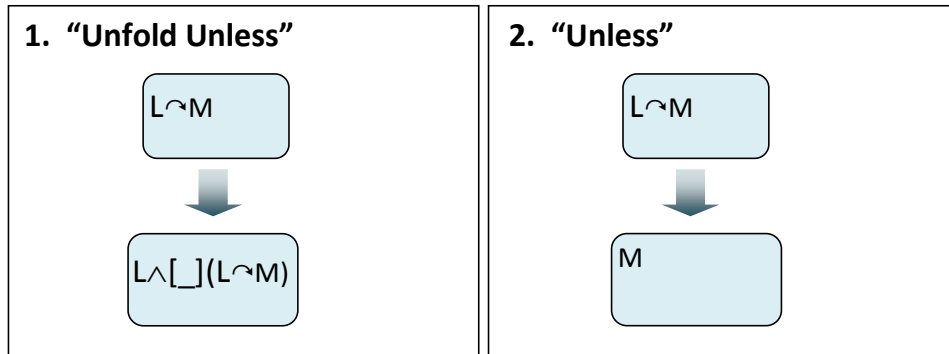 1. “Unfold Unless”
L↷M
L∧[_](L↷M)
2. “Unless”
L↷M
M